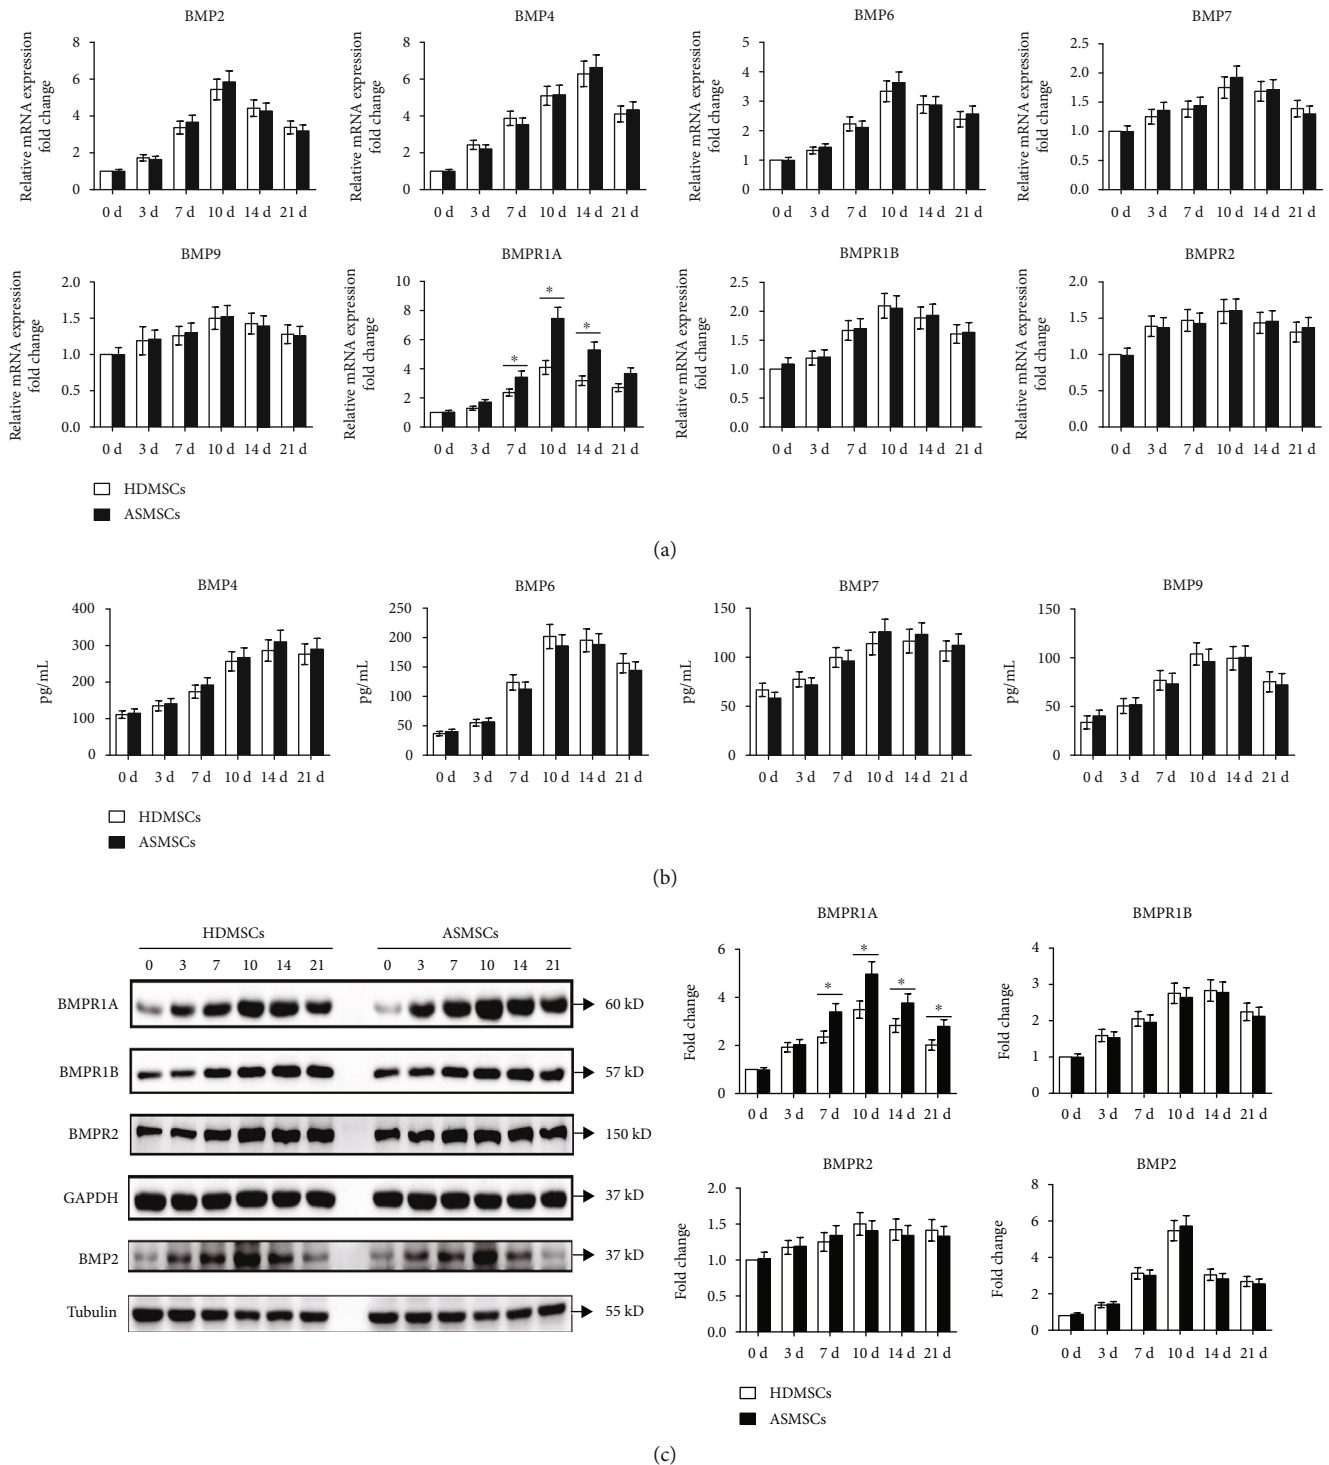 BMP2
Relative mRNA expression
fold change
8
6
4
2
0
0 d 3 d 7 d 10 d 14 d 21 d
BMP4
Relative mRNA expression
fold change
8
6
4
2
0
0 d 3 d 7 d 10 d 14 d 21 d
BMP6
Relative mRNA expression
fold change
5
4
3
2
1
0
0 d 3 d 7 d 10 d 14 d 21 d
BMP7
Relative mRNA expression
fold change
2.5
2.0
1.5
1.0
0.5
0.0
0 d 3 d 7 d 10 d 14 d 21 d
BMP9
Relative mRNA expression
fold change
2.0
1.5
1.0
0.5
0.0
0 d 3 d 7 d 10 d 14 d 21 d
BMPR1A
Relative mRNA expression
fold change
10
8
6
4
2
0
* * *
0 d 3 d 7 d 10 d 14 d 21 d
BMPR1B
Relative mRNA expression
fold change
2.5
2.0
1.5
1.0
0.5
0.0
0 d 3 d 7 d 10 d 14 d 21 d
BMPR2
Relative mRNA expression
fold change
2.0
1.5
1.0
0.5
0.0
0 d 3 d 7 d 10 d 14 d 21 d
HDMSCs
ASMSCs
(a)
BMP4
pg/mL
400
300
200
100
0
0 d 3 d 7 d 10 d 14 d 21 d
BMP6
pg/mL
250
200
150
100
50
0
0 d 3 d 7 d 10 d 14 d 21 d
BMP7
pg/mL
150
100
50
0
0 d 3 d 7 d 10 d 14 d 21 d
BMP9
pg/mL
150
100
50
0
0 d 3 d 7 d 10 d 14 d 21 d
HDMSCs
ASMSCs
(b)
HDMSCs ASMSCs
0 3 7 10 14 21 0 3 7 10 14 21
BMPR1A 60 kD
BMPR1B 57 kD
BMPR2 150 kD
GAPDH 37 kD
BMP2 37 kD
Tubulin 55 kD
BMPR1A
Fold change
6
4
2
0
* * * *
0 d 3 d 7 d 10 d 14 d 21 d
BMPR1B
Fold change
4
3
2
1
0
0 d 3 d 7 d 10 d 14 d 21 d
BMPR2
Fold change
2.0
1.5
1.0
0.5
0.0
0 d 3 d 7 d 10 d 14 d 21 d
BMP2
Fold change
8
6
4
2
0
0 d 3 d 7 d 10 d 14 d 21 d
HDMSCs
ASMSCs
(c)